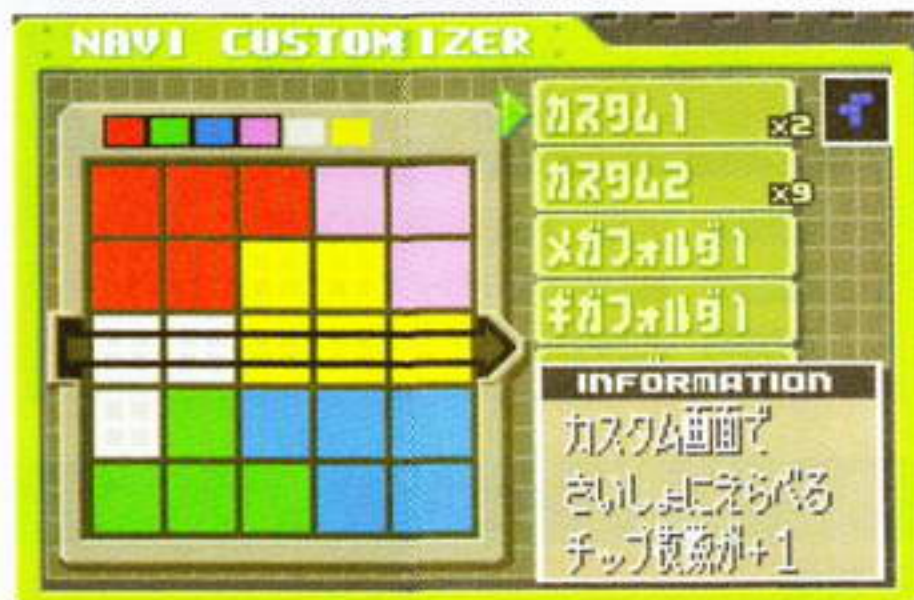 NAVI CUSTOMIZER
カスタム1 x2
カスタム2 x9
メガフォルダ1
ギガフォルダ1
INFORMATION
カスタム画面で
さいしょにえらべる
チップ枚数が+1